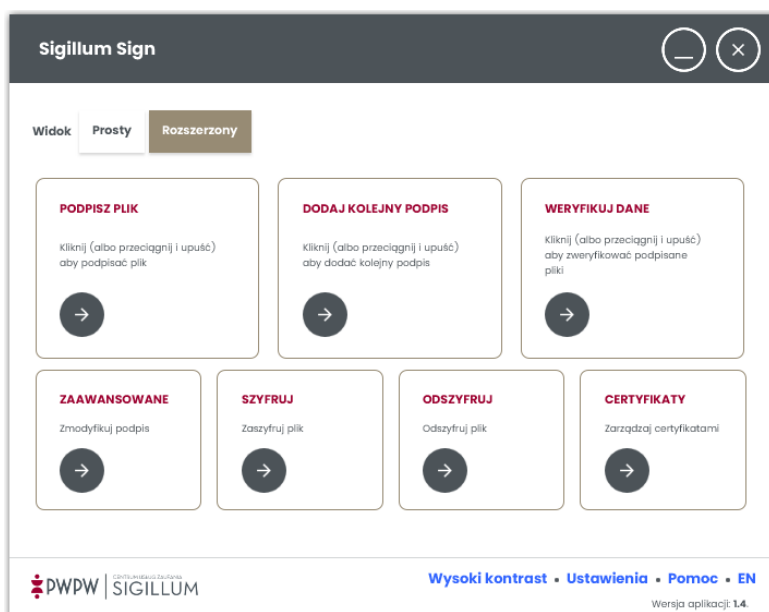 Sigillum Sign
Widok Prosty Rozszerzony
PODPISZ PLIK
Kliknij (albo przeciągnij i upuść)
aby podpisać plik
DODAJ KOLEJNY PODPIS
Kliknij (albo przeciągnij i upuść)
aby dodać kolejny podpis
WERYFIKUJ DANE
Kliknij (albo przeciągnij i upuść)
aby zweryfikować podpisane
pliki
ZAAWANSOWANE
Zmodyfikuj podpis
SZYFRUJ
Zaszyfruj plik
ODSZYFRUJ
Odszyfruj plik
CERTYFIKATY
Zarządzaj certyfikatami
PWPW
CENTRUM USŁUG ZAUFANIA
SIGILLUM
Wysoki kontrast • Ustawienia • Pomoc • EN
Wersja aplikacji: 1.4.